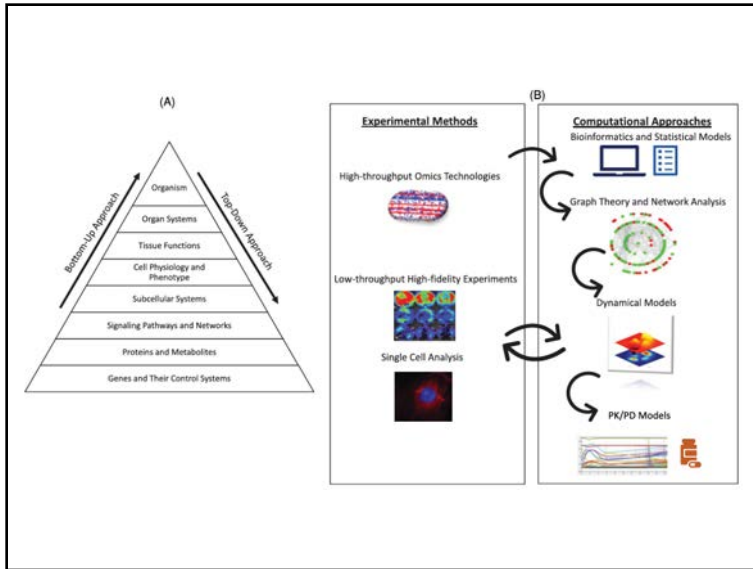 (A)
Bottom-Up Approach
Top-Down Approach
Organism
Organ Systems
Tissue Functions
Cell Physiology and
Phenotype
Subcellular Systems
Signaling Pathways and Networks
Proteins and Metabolites
Genes and Their Control Systems
(B)
Experimental Methods
High-throughput Omics Technologies
Low-throughput High-fidelity Experiments
Single Cell Analysis
Computational Approaches
Bioinformatics and Statistical Models
Graph Theory and Network Analysis
Dynamical Models
PK/PD Models